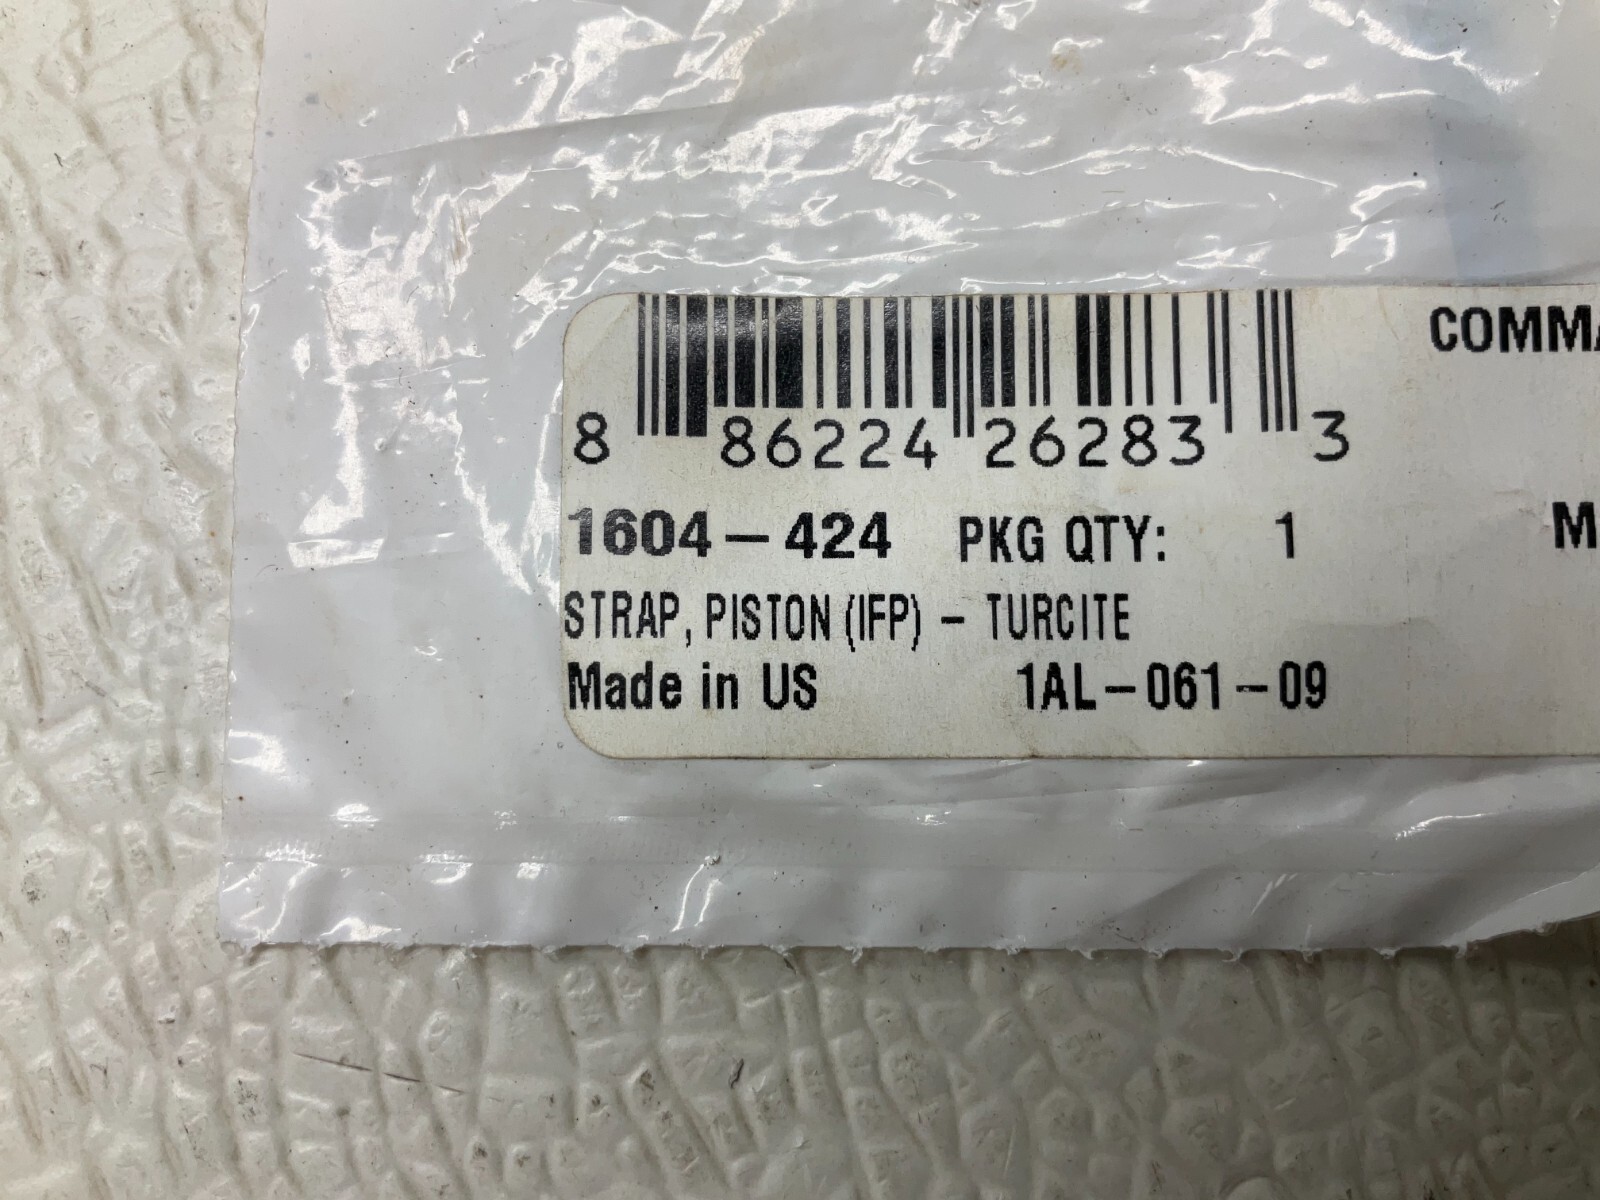 COMMA
8 86224 26283 3
1604-424 PKG QTY: 1 M
STRAP, PISTON (IFP) - TURCITE
Made in US 1AL-061-09